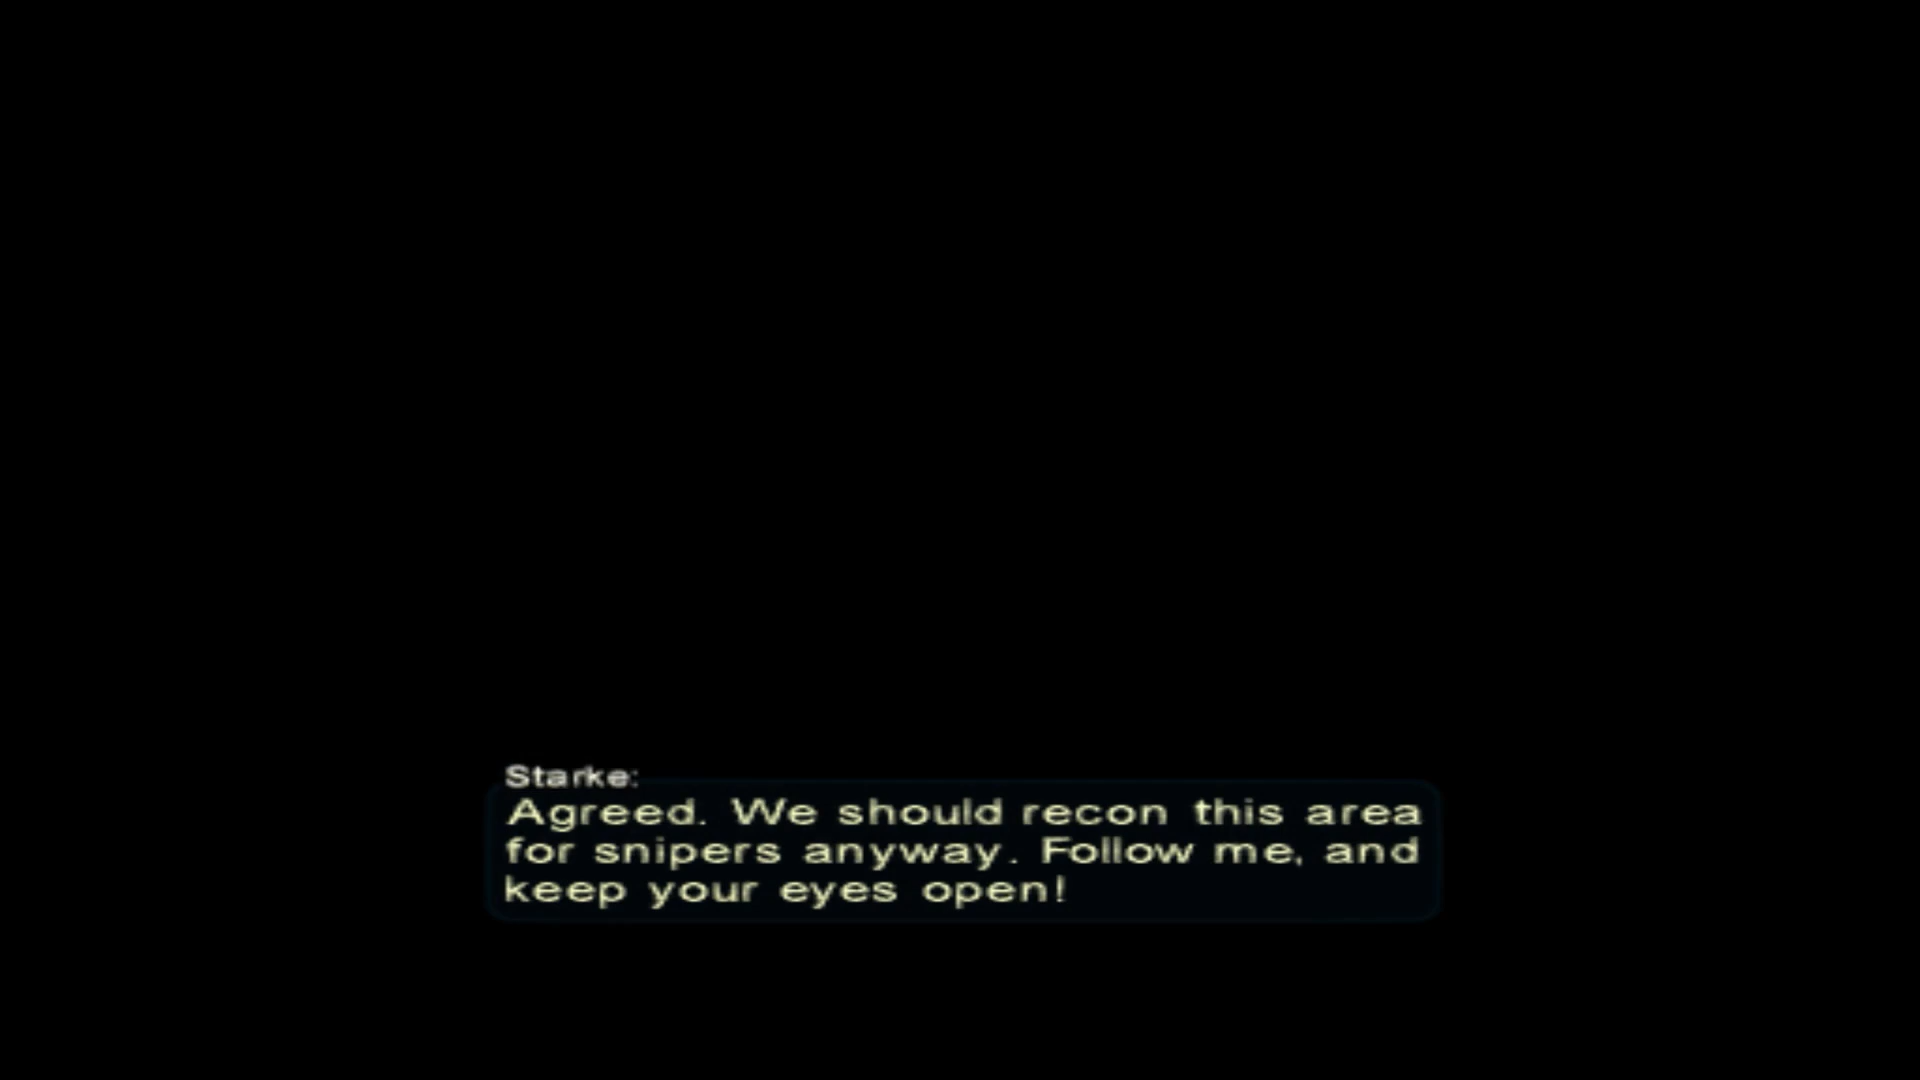 Starke:
Agreed. We should recon this area
for snipers anyway. Follow me, and
keep your eyes open!